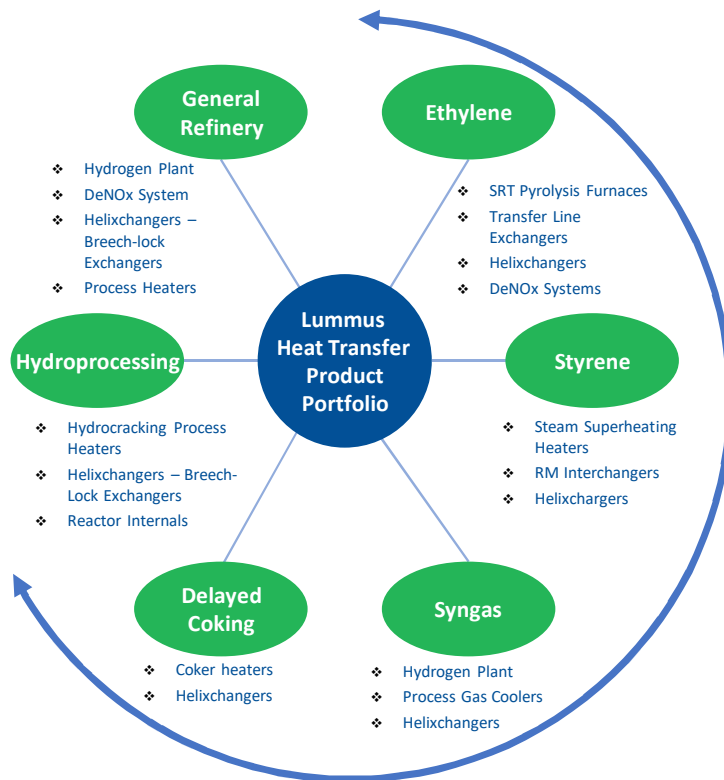 General
Refinery
❖ Hydrogen Plant
❖ DeNOx System
❖ Helixchangers –
Breech-lock
Exchangers
❖ Process Heaters
Ethylene
❖ SRT Pyrolysis Furnaces
❖ Transfer Line
Exchangers
❖ Helixchangers
❖ DeNOx Systems
Lummus
Heat Transfer
Product
Portfolio
Hydroprocessing
❖ Hydrocracking Process
Heaters
❖ Helixchangers – Breech-
Lock Exchangers
❖ Reactor Internals
Styrene
❖ Steam Superheating
Heaters
❖ RM Interchangers
❖ Helixchargers
Delayed
Coking
❖ Coker heaters
❖ Helixchangers
Syngas
❖ Hydrogen Plant
❖ Process Gas Coolers
❖ Helixchangers